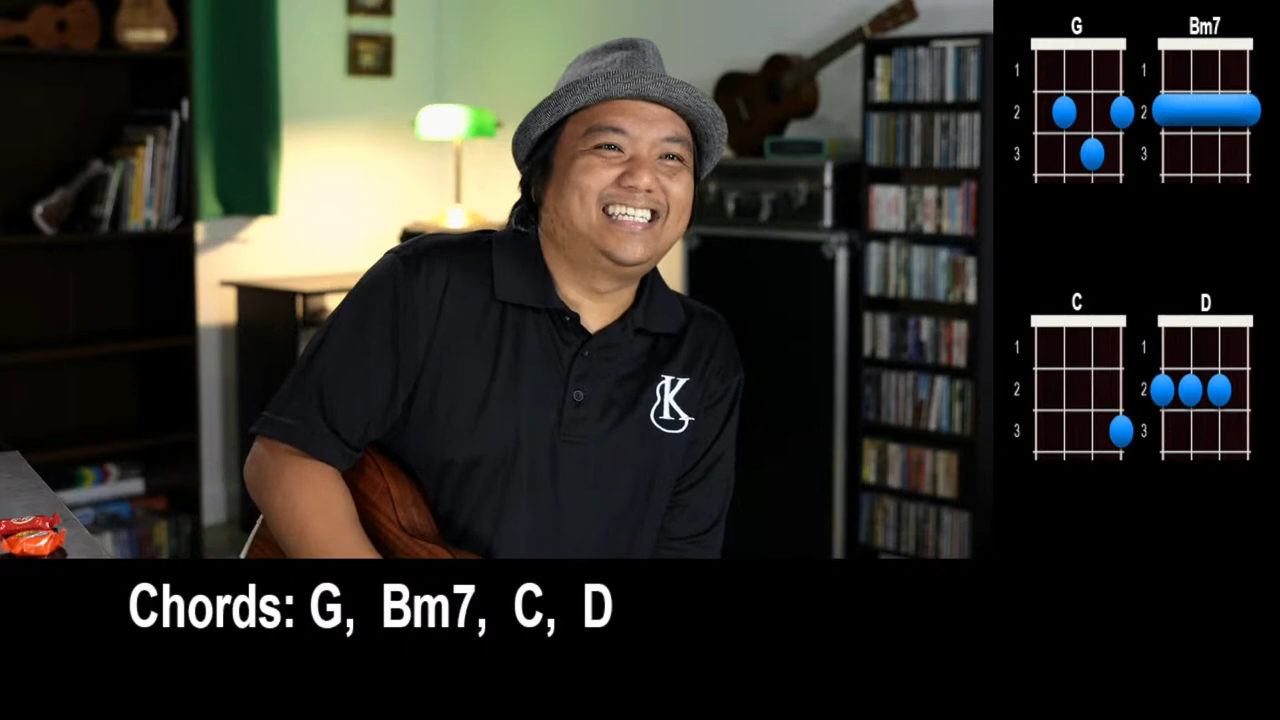 G Bm7
1 1
2 2
3 3
C D
1 1
2 2
3 3
K
Chords: G, Bm7, C, D